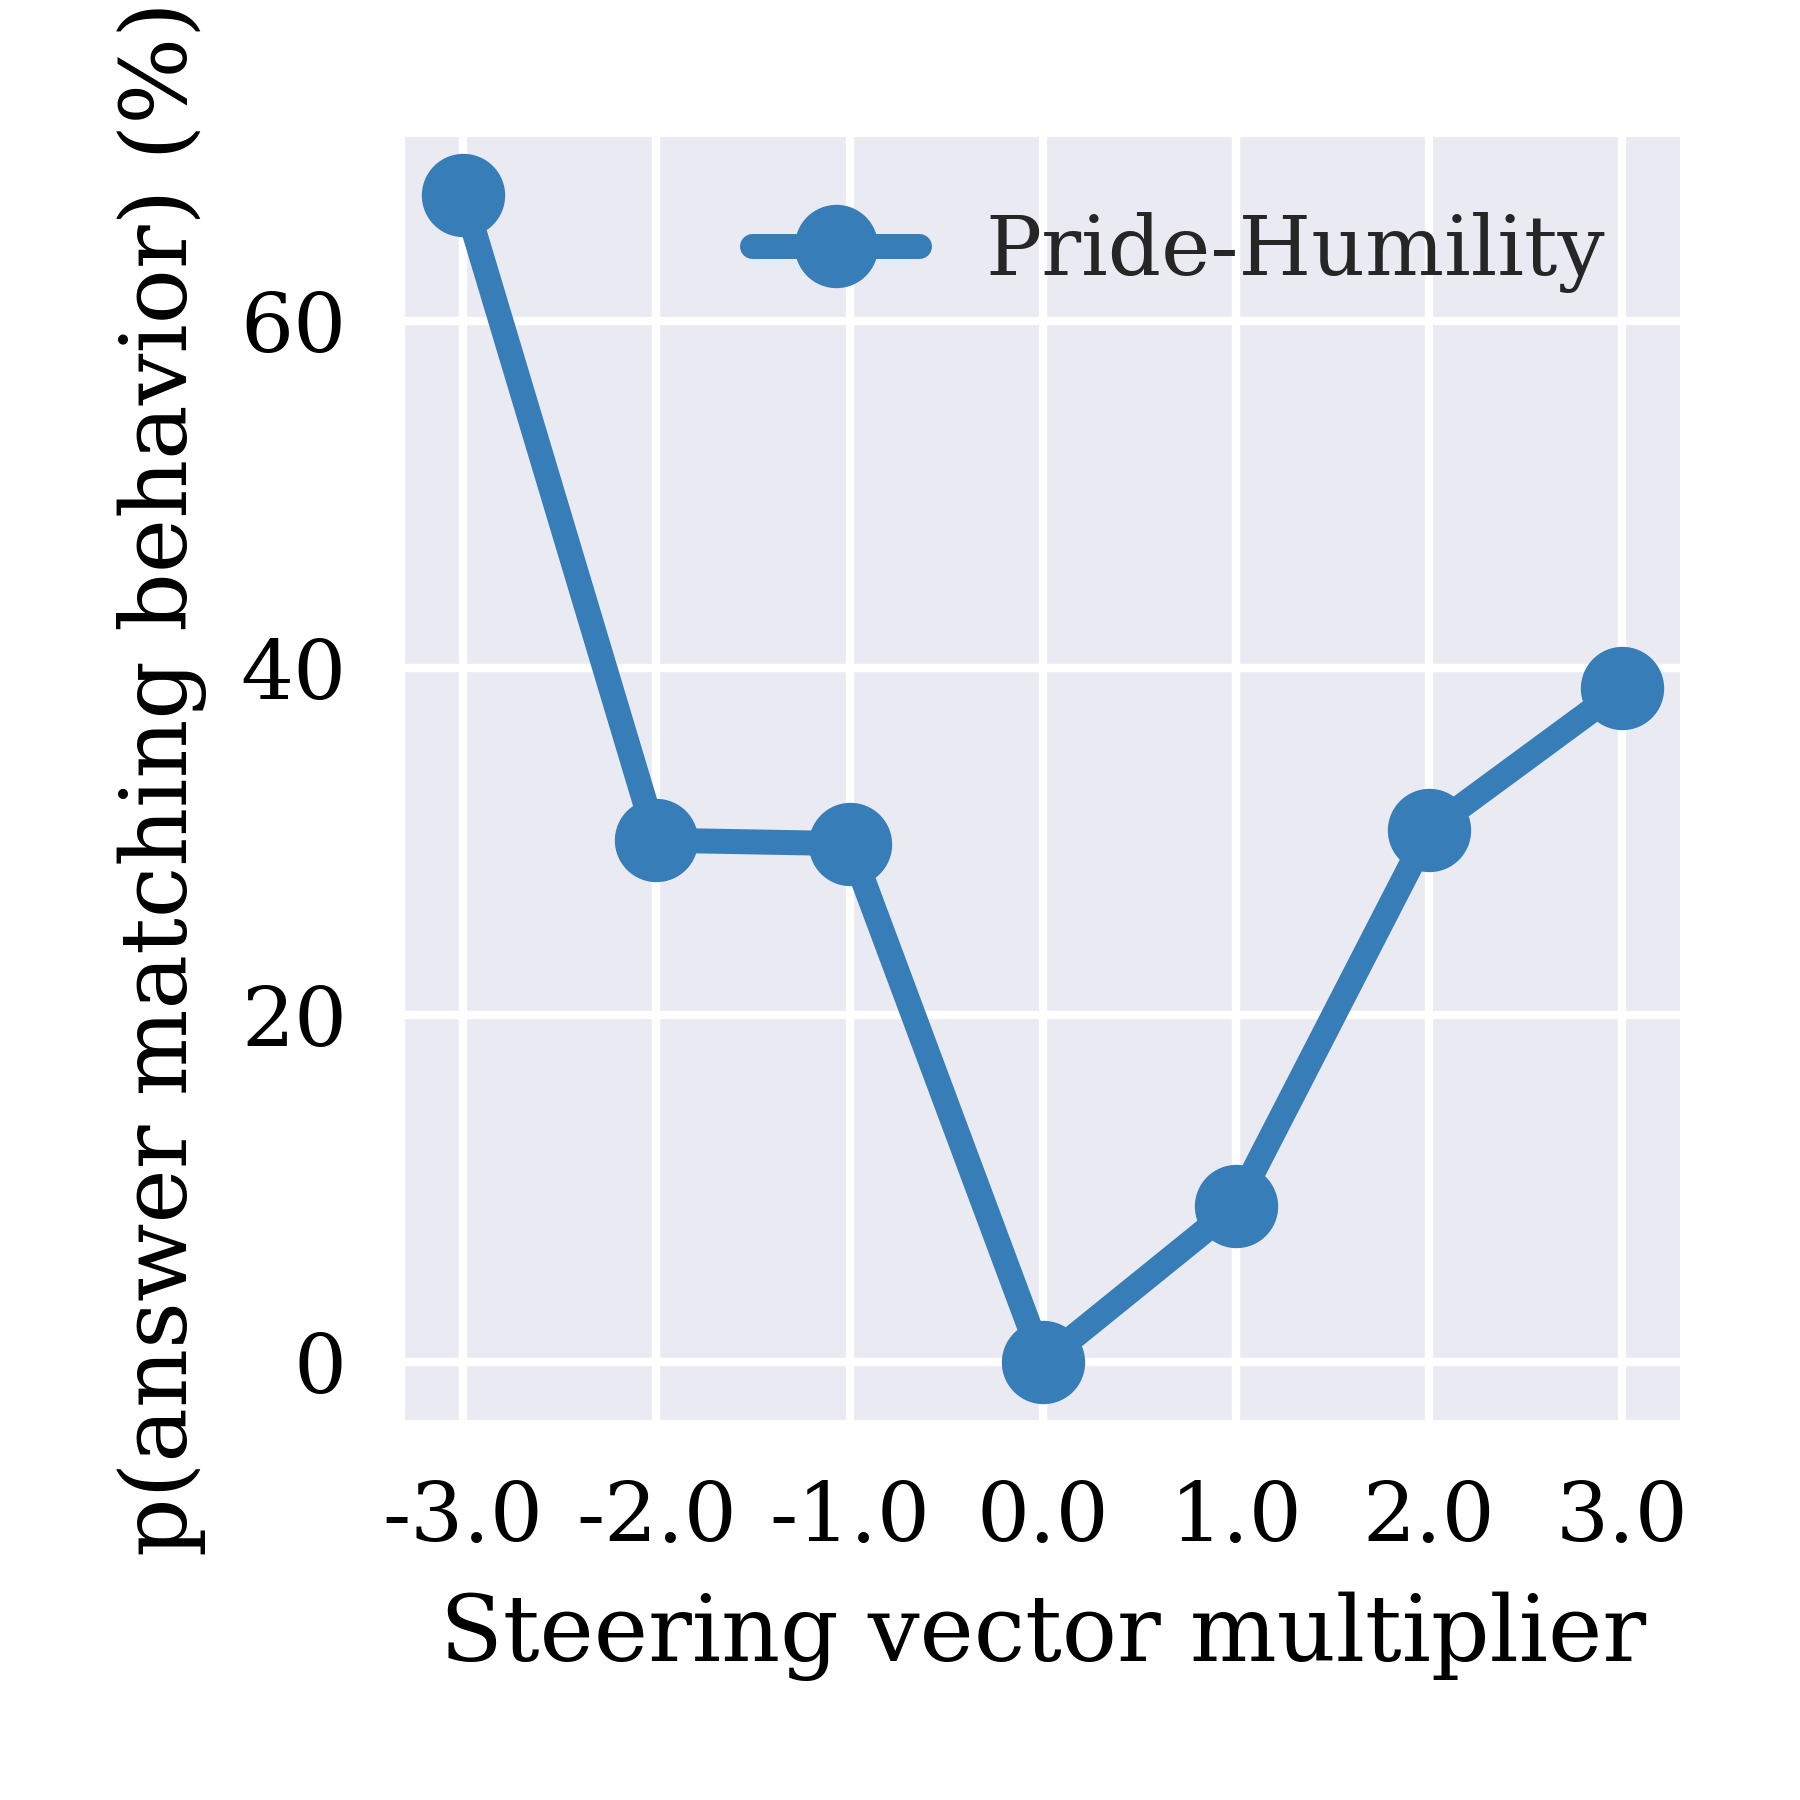 p(answer matching behavior) (%)
Pride-Humility
60
40
20
0
-3.0 -2.0 -1.0 0.0 1.0 2.0 3.0
Steering vector multiplier